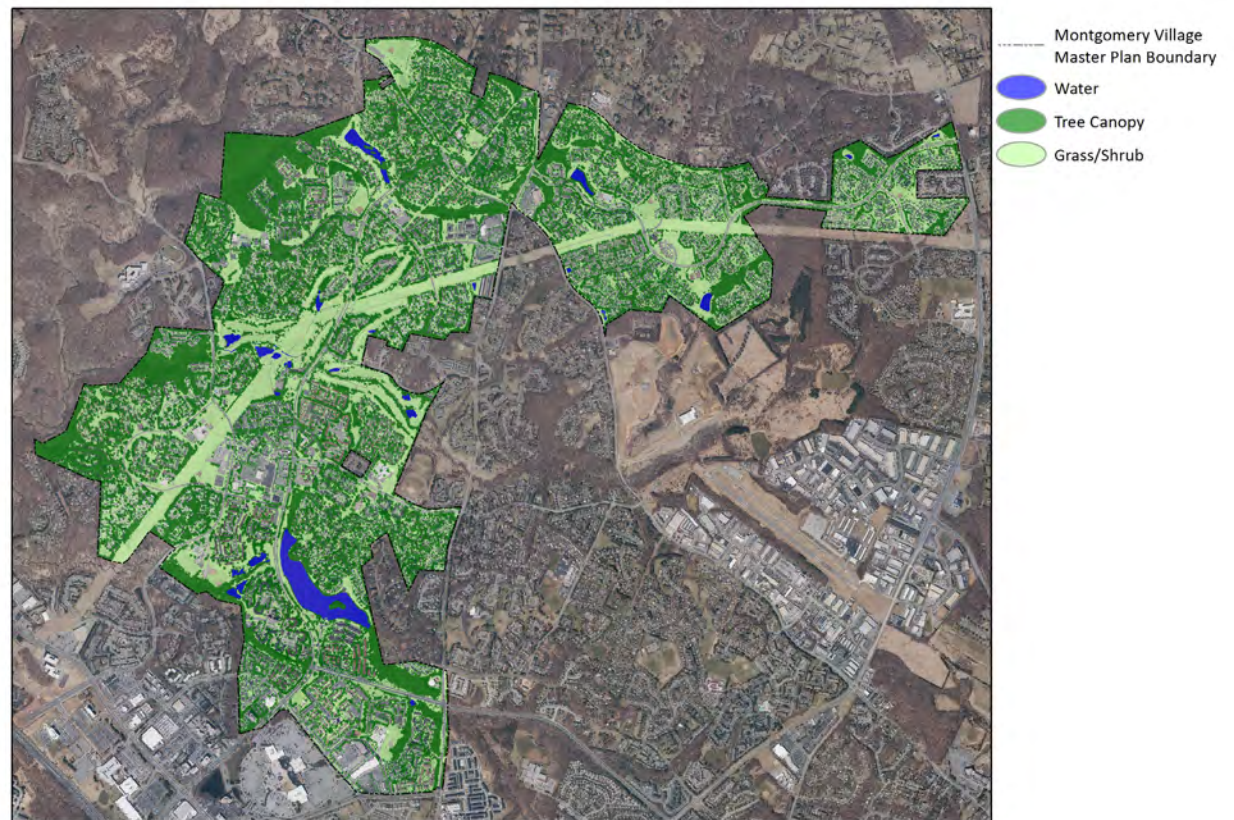 Montgomery Village
Master Plan Boundary
Water
Tree Canopy
Grass/Shrub